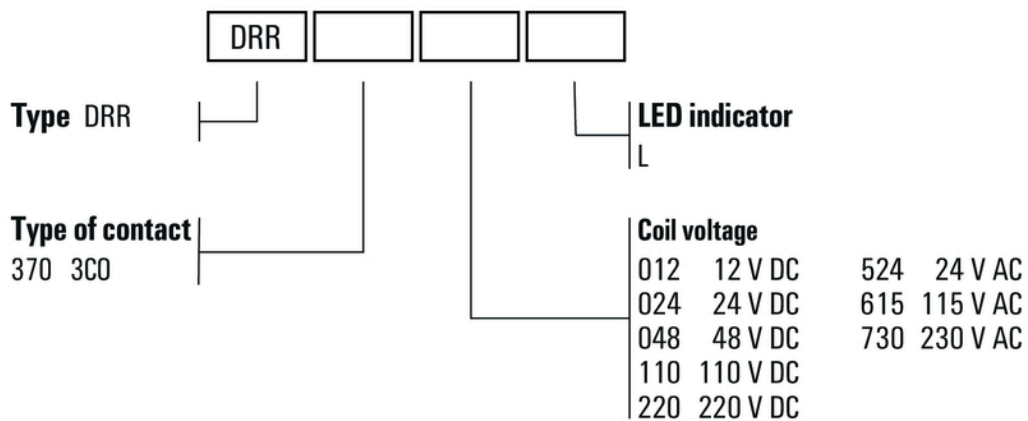 DRR
Type DRR
LED indicator
L
Type of contact
370 3CO
Coil voltage
012 12 V DC 524 24 V AC
024 24 V DC 615 115 V AC
048 48 V DC 730 230 V AC
110 110 V DC
220 220 V DC